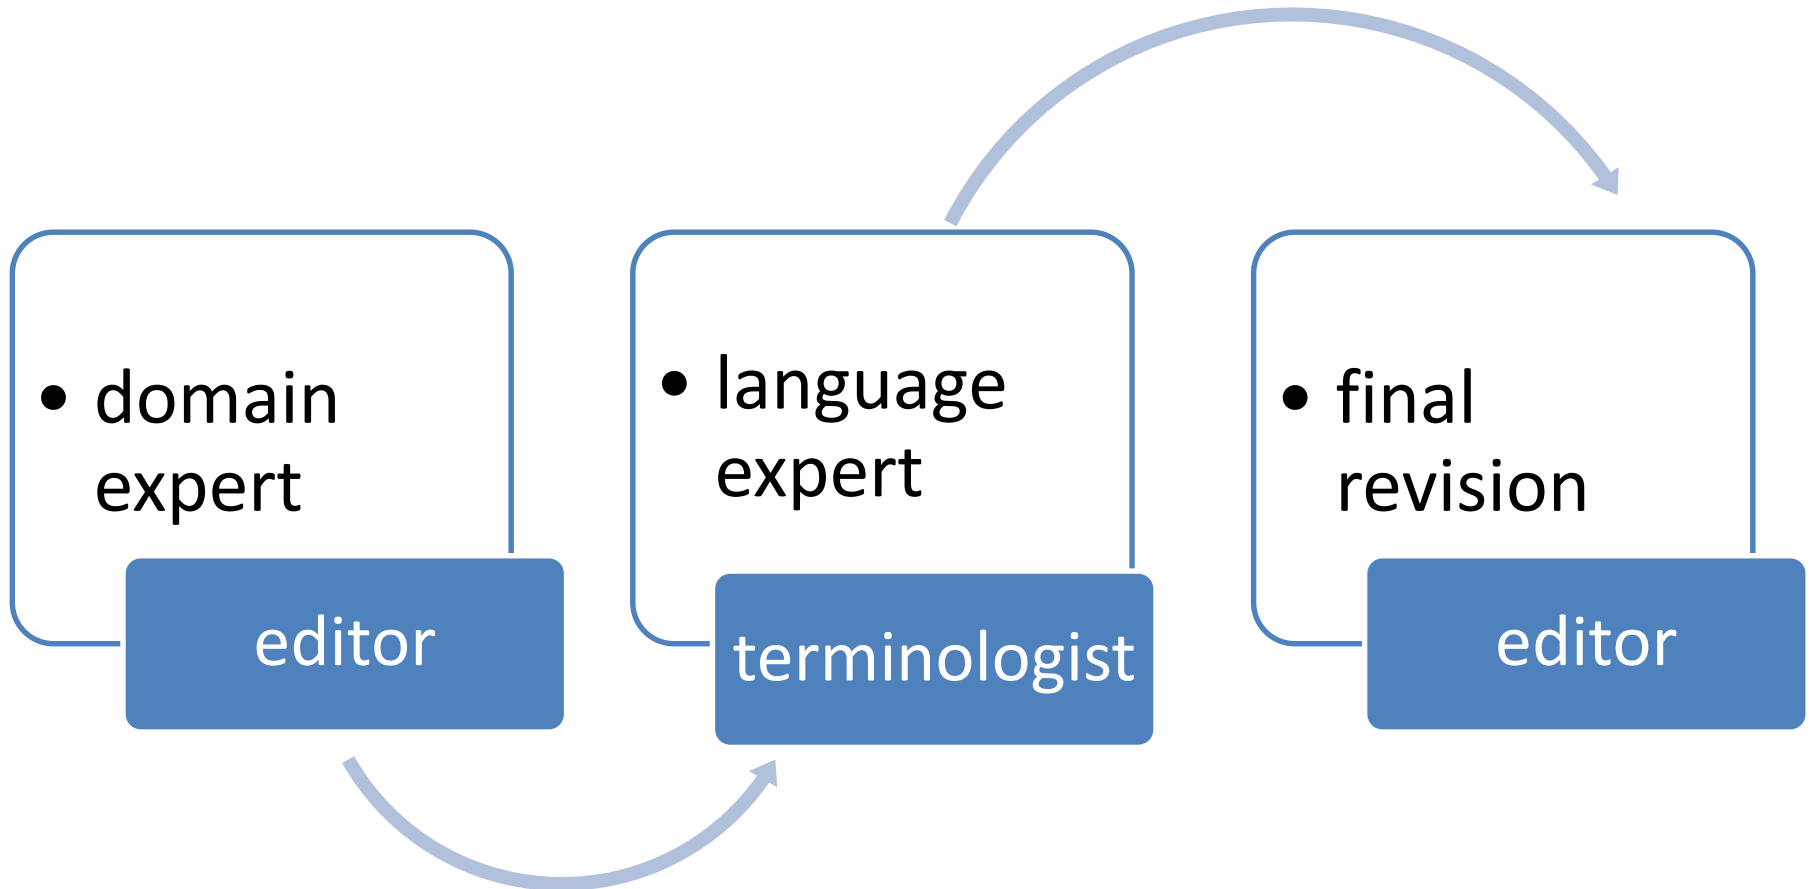 • domain
expert
editor
• language
expert
terminologist
• final
revision
editor